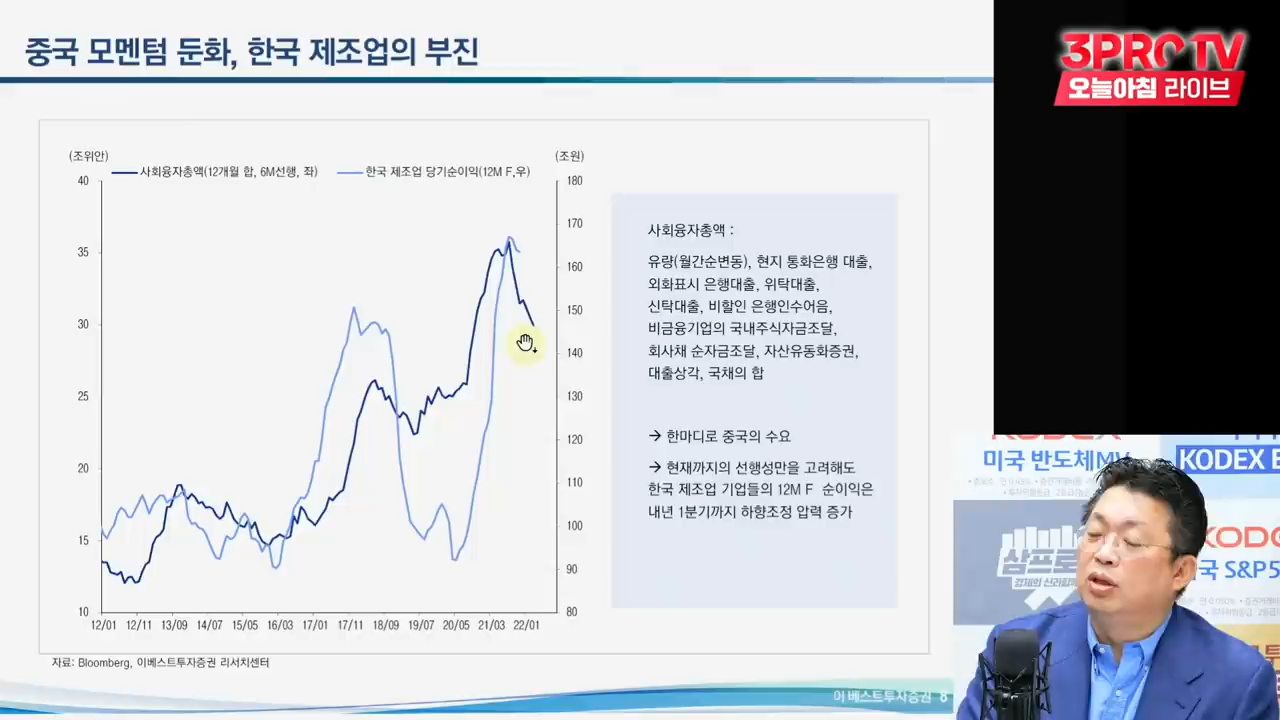 중국 모멘텀 둔화, 한국 제조업의 부진
3PROTV
오늘아침 라이브
(조위안)
(조원)
사회융자총액(12개월 합, 6M선행, 좌)
한국 제조업 당기순이익(12M F,우)
40
35
30
25
20
15
10
180
170
160
150
140
130
120
110
100
90
80
12/01 12/11 13/09 14/07 15/05 16/03 17/01 17/11 18/09 19/07 20/05 21/03 22/01
사회융자총액 :
유량(월간순변동), 현지 통화은행 대출,
외화표시 은행대출, 위탁대출,
신탁대출, 비할인 은행인수어음,
비금융기업의 국내주식자금조달,
회사채 순자금조달, 자산유동화증권,
대출상각, 국채의 합
→ 한마디로 중국의 수요
→ 현재까지의 선행성만을 고려해도
한국 제조업 기업들의 12M F 순이익은
내년 1분기까지 하향조정 압력 증가
자료: Bloomberg, 이베스트투자증권 리서치센터
이베스트투자증권 8
KODEX
미국 반도체MV
KODEX
삼프로
경제의 신과함께
S&P5